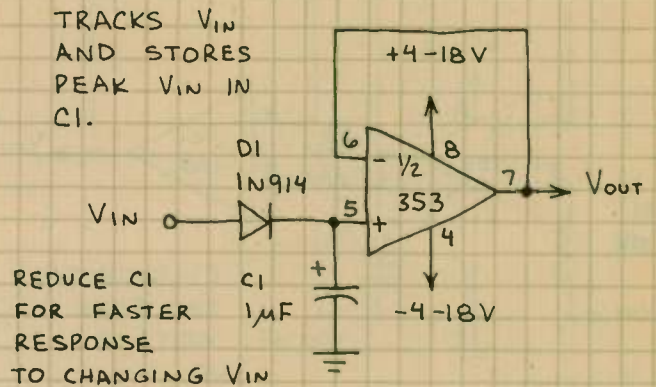 TRACKS VIN
AND STORES
PEAK VIN IN
C1.
+4-18V
D1
1N914
6
-
1/2
8
353
7
VOUT
VIN
5
+
4
+
C1
1µF
-4-18V
REDUCE C1
FOR FASTER
RESPONSE
TO CHANGING VIN